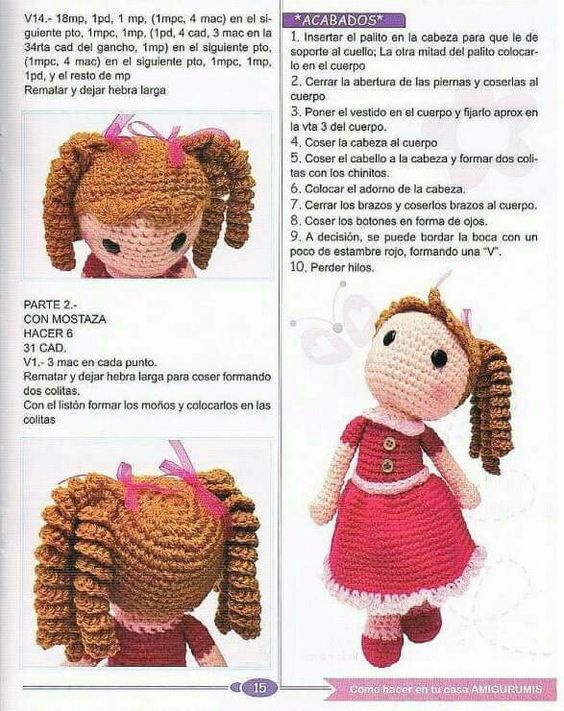 V14.- 18mp, 1pd, 1 mp, (1mpc, 4 mac) en el si-
guiente pto, 1mpc, 1mp, (1pd, 4 cad, 3 mac en la
34rta cad del gancho, 1mp) en el siguiente pto,
(1mpc, 4 mac) en el siguiente pto, 1mpc, 1mp,
1pd, y el resto de mp
Rematar y dejar hebra larga
PARTE 2.-
CON MOSTAZA
HACER 6
31 CAD.
V1.- 3 mac en cada punto.
Rematar y dejar hebra larga para coser formando
dos colitas.
Con el listón formar los moños y colocarlos en las
colitas
*ACABADOS*
1. Insertar el palito en la cabeza para que le de
soporte al cuello; La otra mitad del palito colocar-
lo en el cuerpo
2. Cerrar la abertura de las piernas y coserlas al
cuerpo
3. Poner el vestido en el cuerpo y fijarlo aprox en
la vta 3 del cuerpo.
4. Coser la cabeza al cuerpo
5. Coser el cabello a la cabeza y formar dos coli-
tas con los chinitos.
6. Colocar el adorno de la cabeza.
7. Cerrar los brazos y coserlos brazos al cuerpo.
8. Coser los botones en forma de ojos.
9. A decisión, se puede bordar la boca con un
poco de estambre rojo, formando una "V".
10. Perder hilos.
15
Como hacer en tu casa AMIGURUMIS